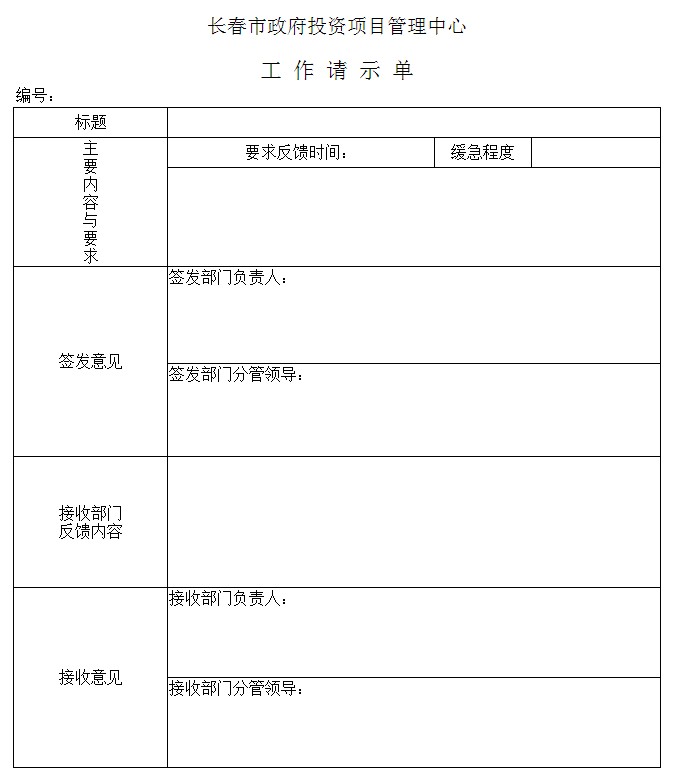 长春市政府投资项目管理中心
工作请示单
编号：
标题
主要内容与要求
要求反馈时间：
缓急程度
签发意见
签发部门负责人：
签发部门分管领导：
接收部门
反馈内容
接收意见
接收部门负责人：
接收部门分管领导：